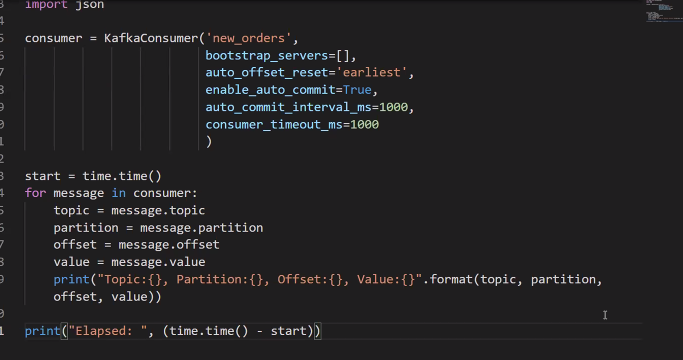 import json
consumer = KafkaConsumer('new_orders',
bootstrap_servers=[],
auto_offset_reset='earliest',
enable_auto_commit=True,
auto_commit_interval_ms=1000,
consumer_timeout_ms=1000
)
start = time.time()
for message in consumer:
topic = message.topic
partition = message.partition
offset = message.offset
value = message.value
print("Topic:{}, Partition:{}, Offset:{}, Value:{}".format(topic, partition,
offset, value))
print("Elapsed: ", (time.time() - start))